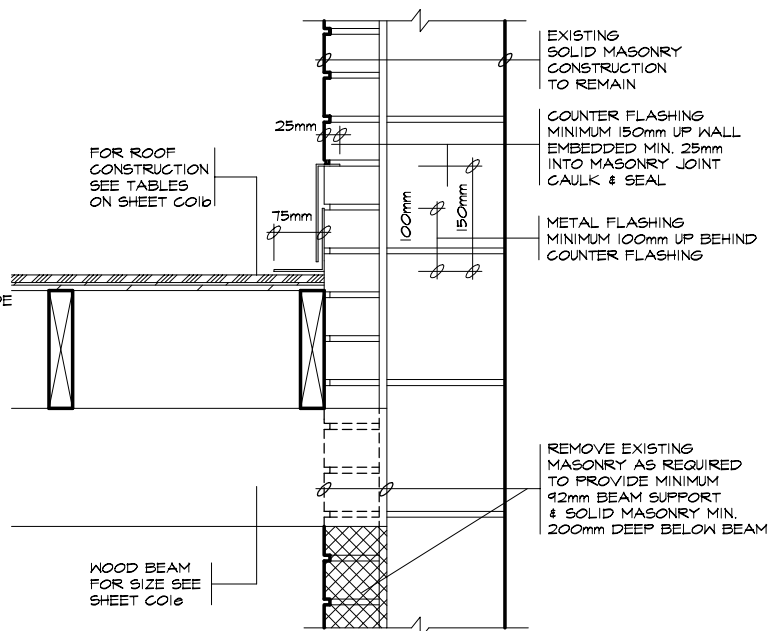 EXISTING
SOLID MASONRY
CONSTRUCTION
TO REMAIN
COUNTER FLASHING
MINIMUM 150mm UP WALL
EMBEDDED MIN. 25mm
INTO MASONRY JOINT
CAULK & SEAL
25mm
FOR ROOF
CONSTRUCTION
SEE TABLES
ON SHEET C01b
75mm
100mm
150mm
METAL FLASHING
MINIMUM 100mm UP BEHIND
COUNTER FLASHING
PE
REMOVE EXISTING
MASONRY AS REQUIRED
TO PROVIDE MINIMUM
92mm BEAM SUPPORT
& SOLID MASONRY MIN.
200mm DEEP BELOW BEAM
WOOD BEAM
FOR SIZE SEE
SHEET C01e